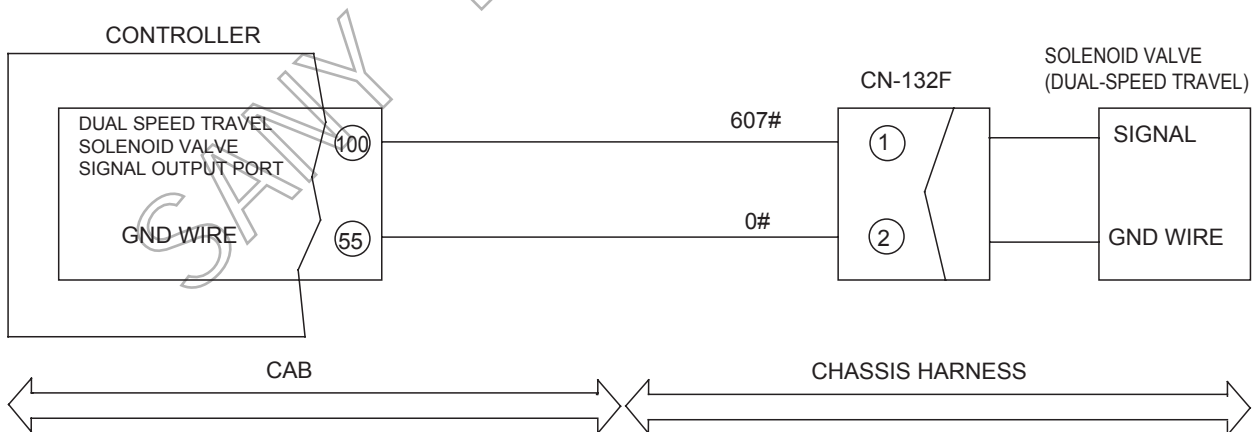 CONTROLLER
SOLENOID VALVE
(DUAL-SPEED TRAVEL)
CN-132F
DUAL SPEED TRAVEL
SOLENOID VALVE
SIGNAL OUTPUT PORT
100
607#
1
SIGNAL
GND WIRE
55
0#
2
GND WIRE
CAB
CHASSIS HARNESS
SANY